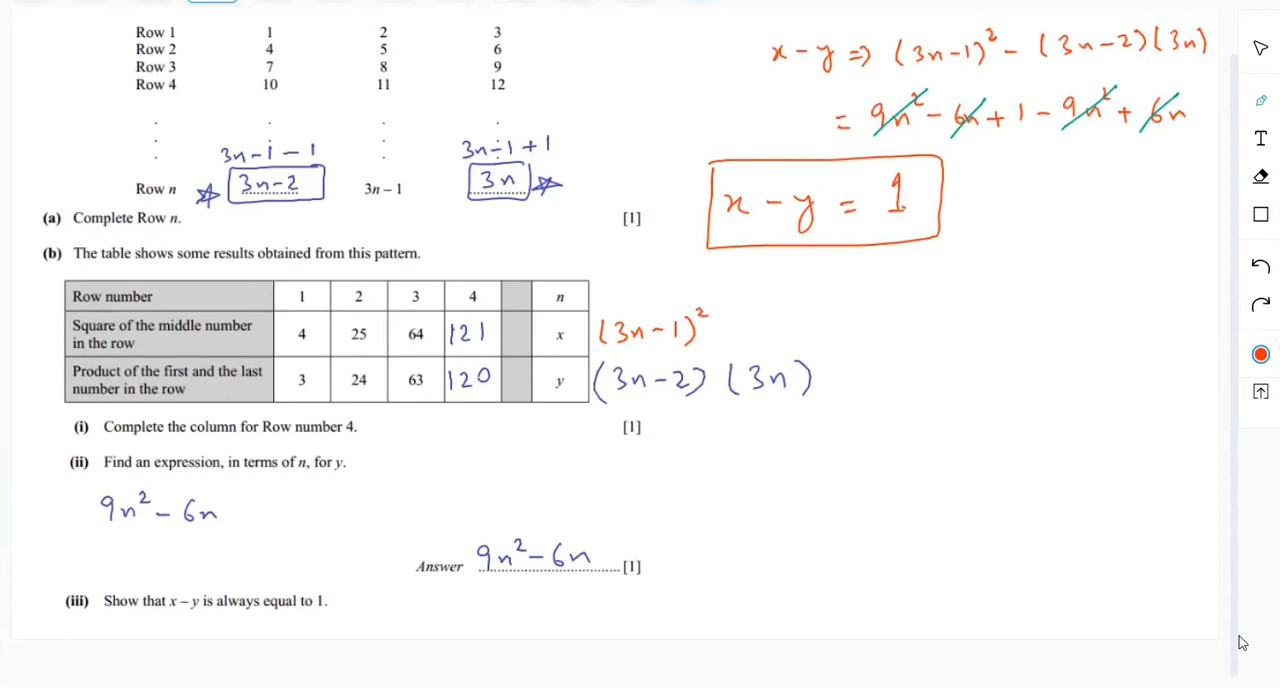 Row 1 1 2 3
Row 2 4 5 6
Row 3 7 8 9
Row 4 10 11 12
3n-1-1 3n-1+1
Row n 3n-2 3n – 1 3n
(a) Complete Row n. [1]
(b) The table shows some results obtained from this pattern.
Row number 1 2 3 4 n
Square of the middle number in the row 4 25 64 121 x (3n-1)²
Product of the first and the last number in the row 3 24 63 120 y (3n-2) (3n)
(i) Complete the column for Row number 4. [1]
(ii) Find an expression, in terms of n, for y.
9n² - 6n
Answer 9n² - 6n [1]
(iii) Show that x – y is always equal to 1.
x - y ⇒ (3n-1)² - (3n-2)(3n)
= 9n² - 6n + 1 - 9n² + 6n
x - y = 1
T